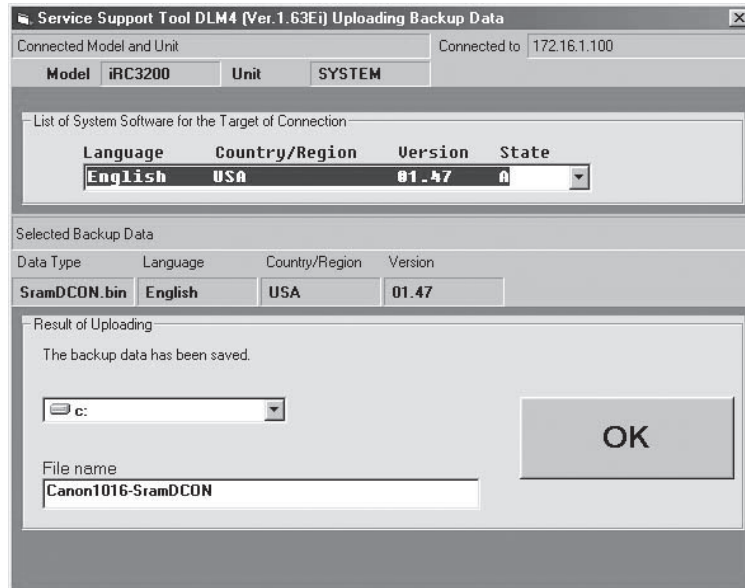 Service Support Tool DLM4 (Ver.1.63Ei) Uploading Backup Data
Connected Model and Unit
Connected to 172.16.1.100
Model iRC3200 Unit SYSTEM
List of System Software for the Target of Connection
Language Country/Region Version State
English USA 01.47 A
Selected Backup Data
Data Type Language Country/Region Version
SramDCON.bin English USA 01.47
Result of Uploading
The backup data has been saved.
c:
OK
File name
Canon1016-SramDCON